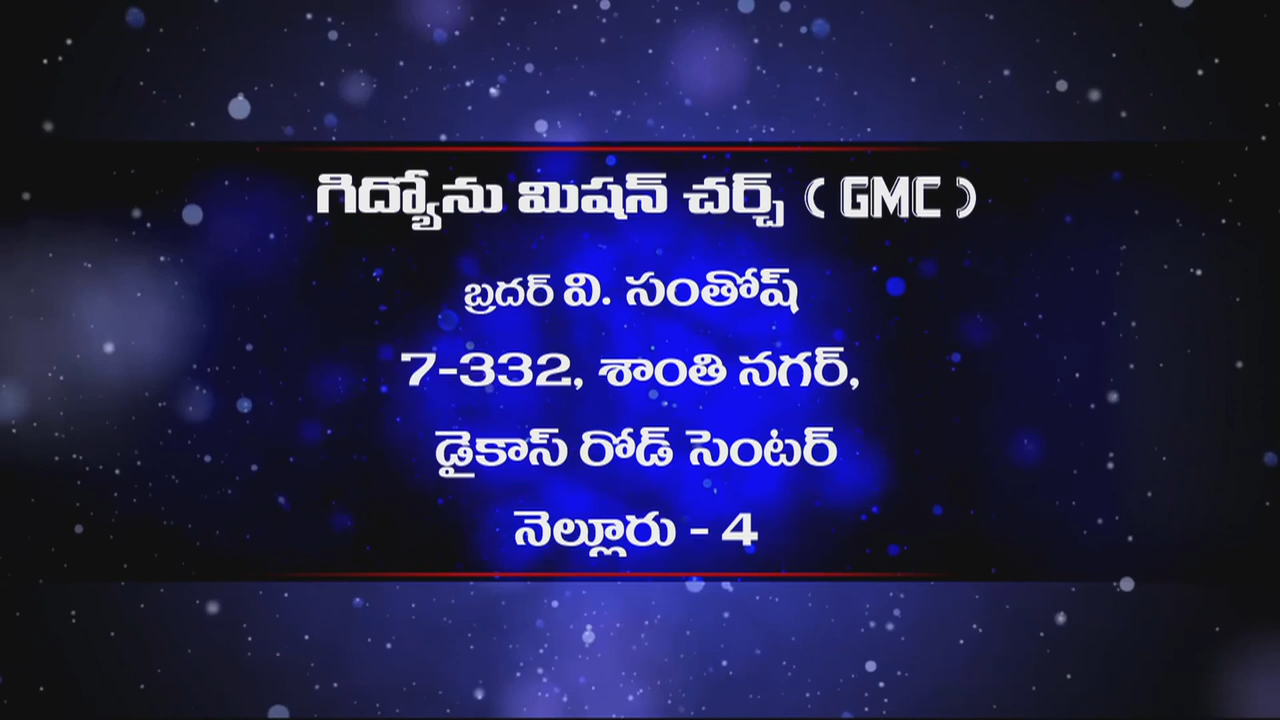 గిద్యోను మిషన్ చర్చ్ ( GMC )
బ్రదర్ వి. సంతోష్
7-332, శాంతి నగర్,
డైకాస్ రోడ్ సెంటర్
నెల్లూరు - 4